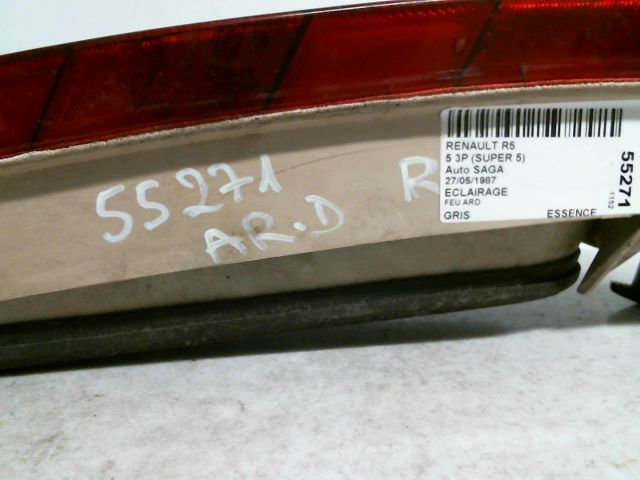 55271
AR.D
R
RENAULT R5
5 3P (SUPER 5)
Auto SAGA
27/05/1987
ECLAIRAGE
FEU ARD
GRIS ESSENCE
55271
1152